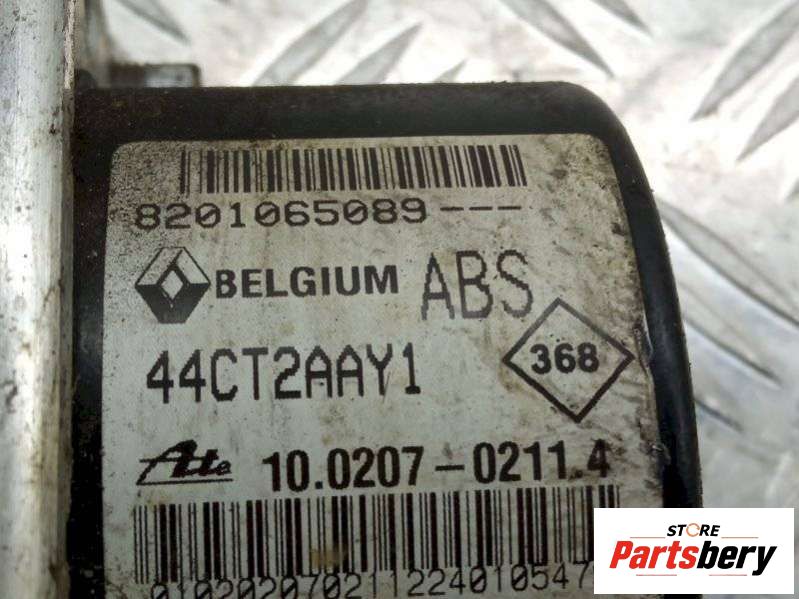 8201065089---
BELGIUM ABS
44CT2AAY1
368
Ate 10.0207-0211.4
STORE
Partsbery